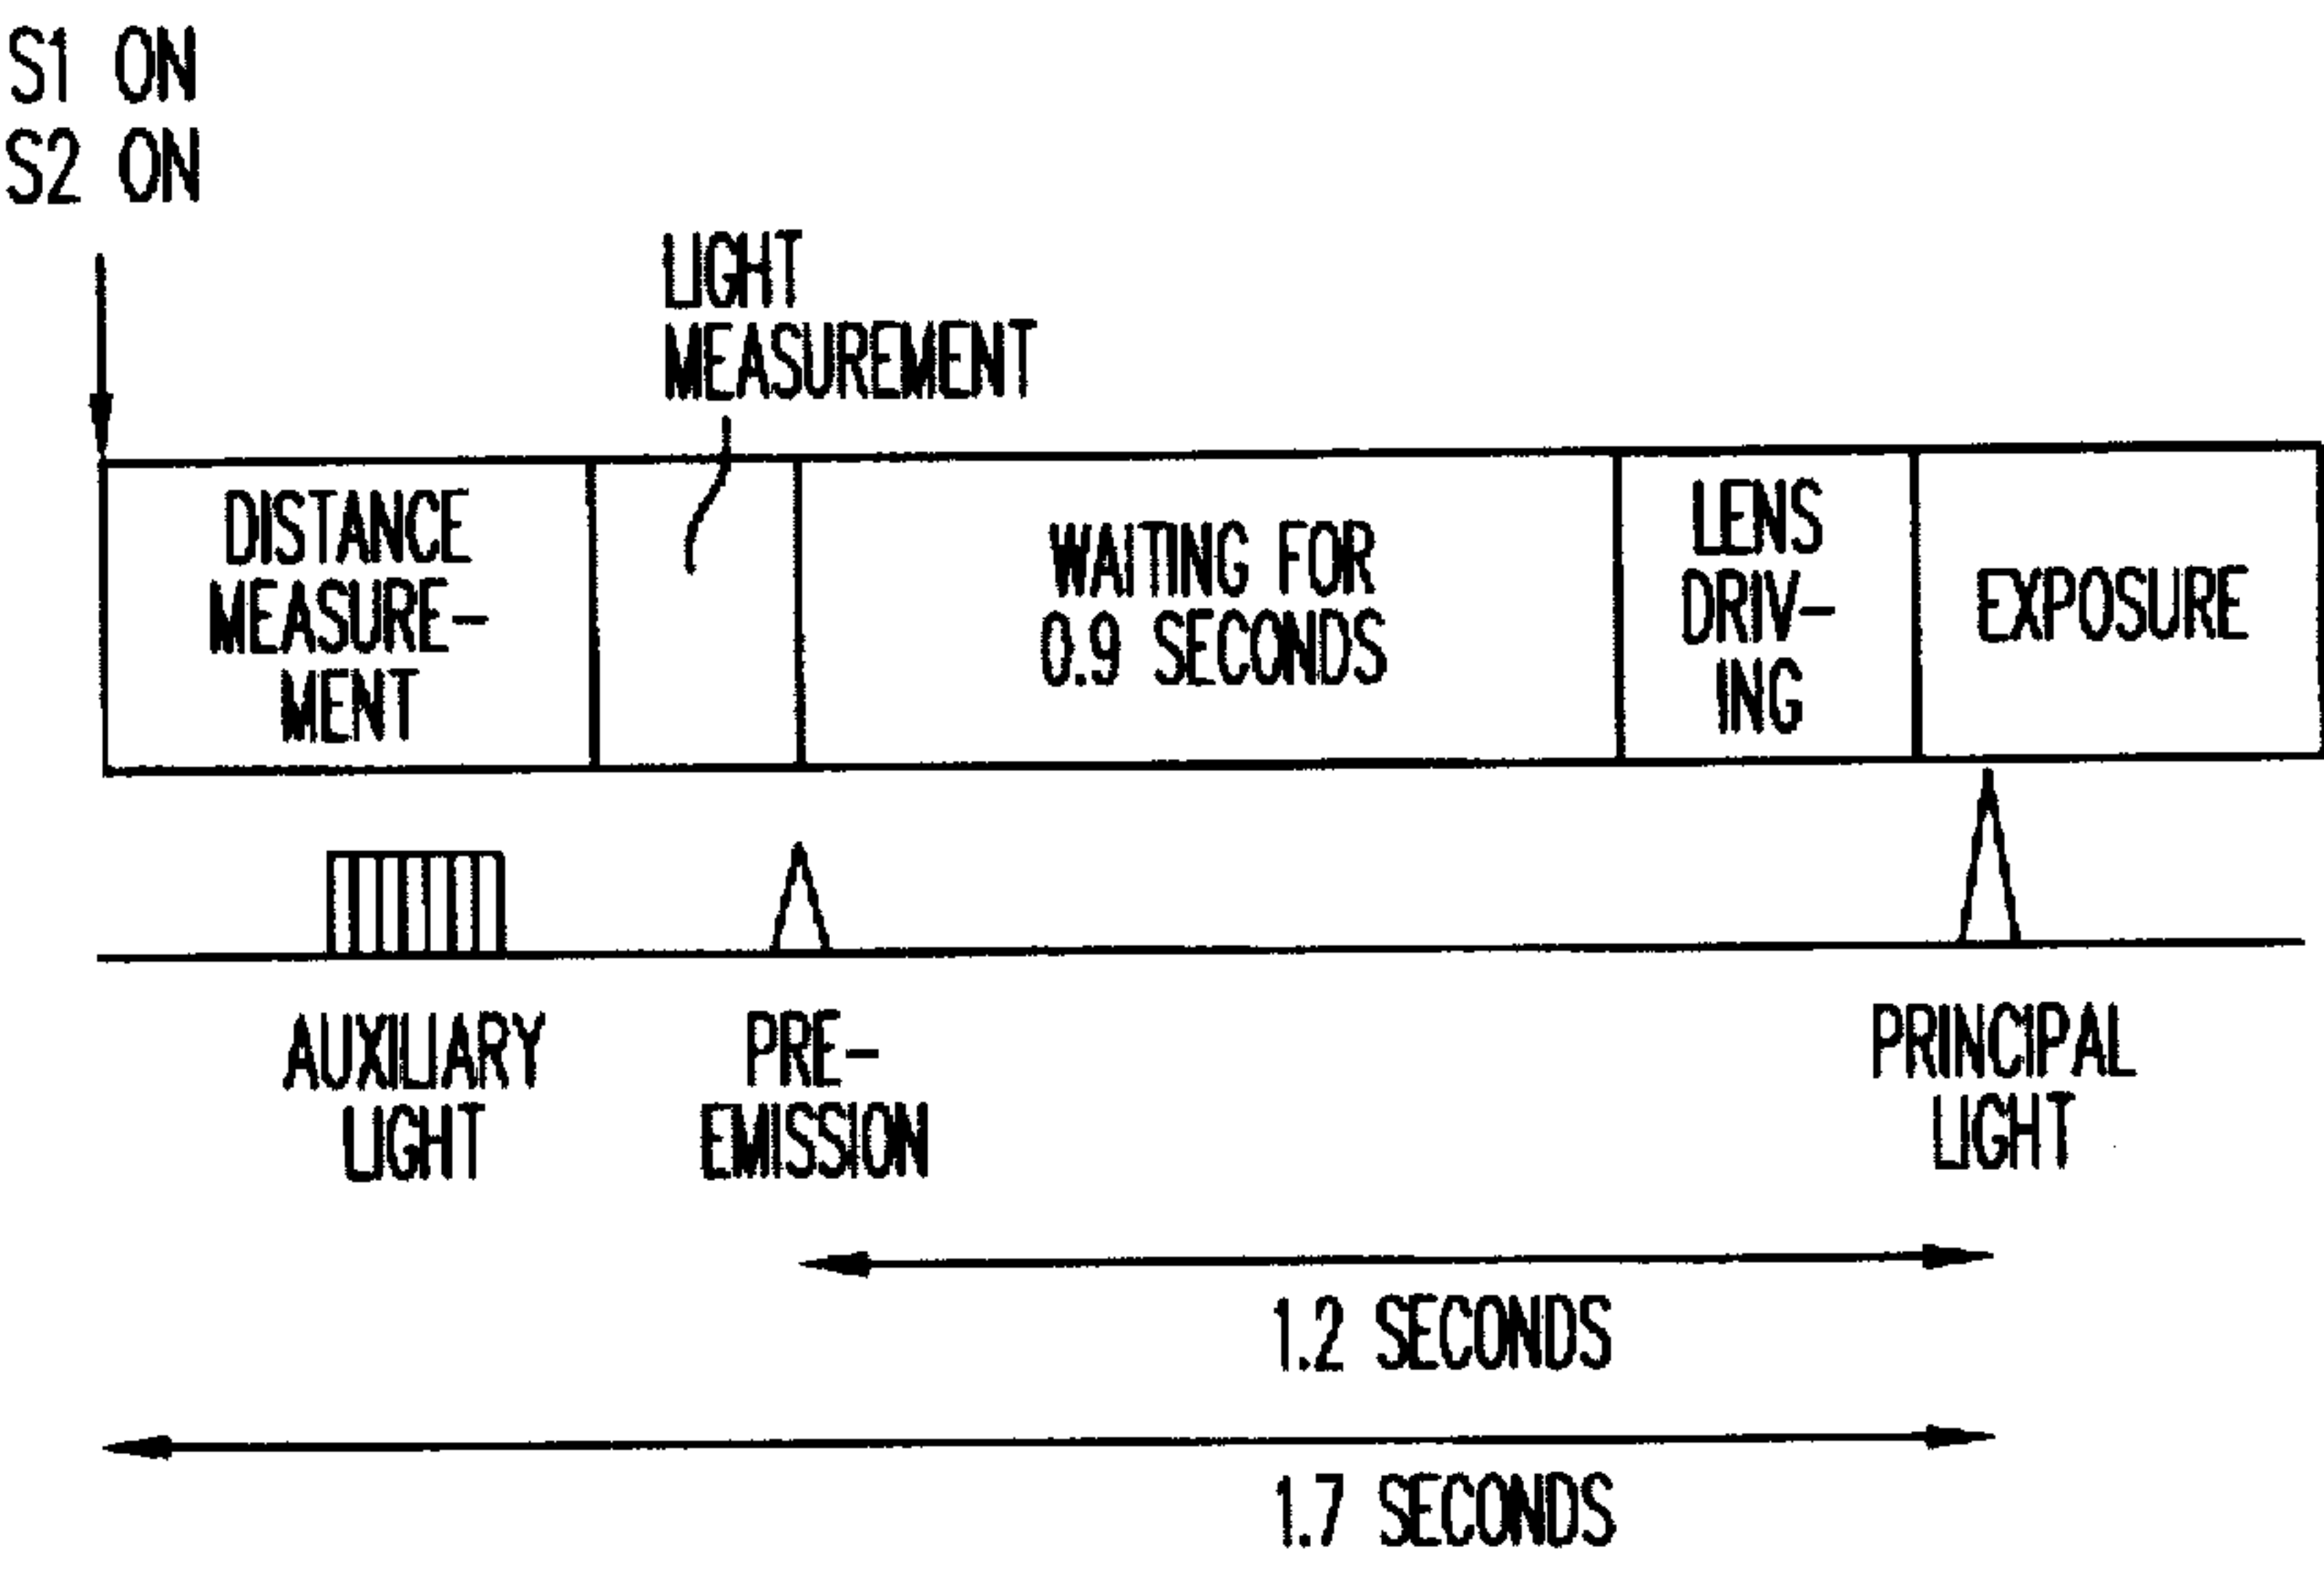 S1 ON
S2 ON
LIGHT
MEASUREMENT
DISTANCE
MEASURE-
MENT
WAITING FOR
0.9 SECONDS
LENS
DRIV-
ING
EXPOSURE
AUXILIARY
LIGHT
PRE-
EMISSION
PRINCIPAL
LIGHT
1.2 SECONDS
1.7 SECONDS